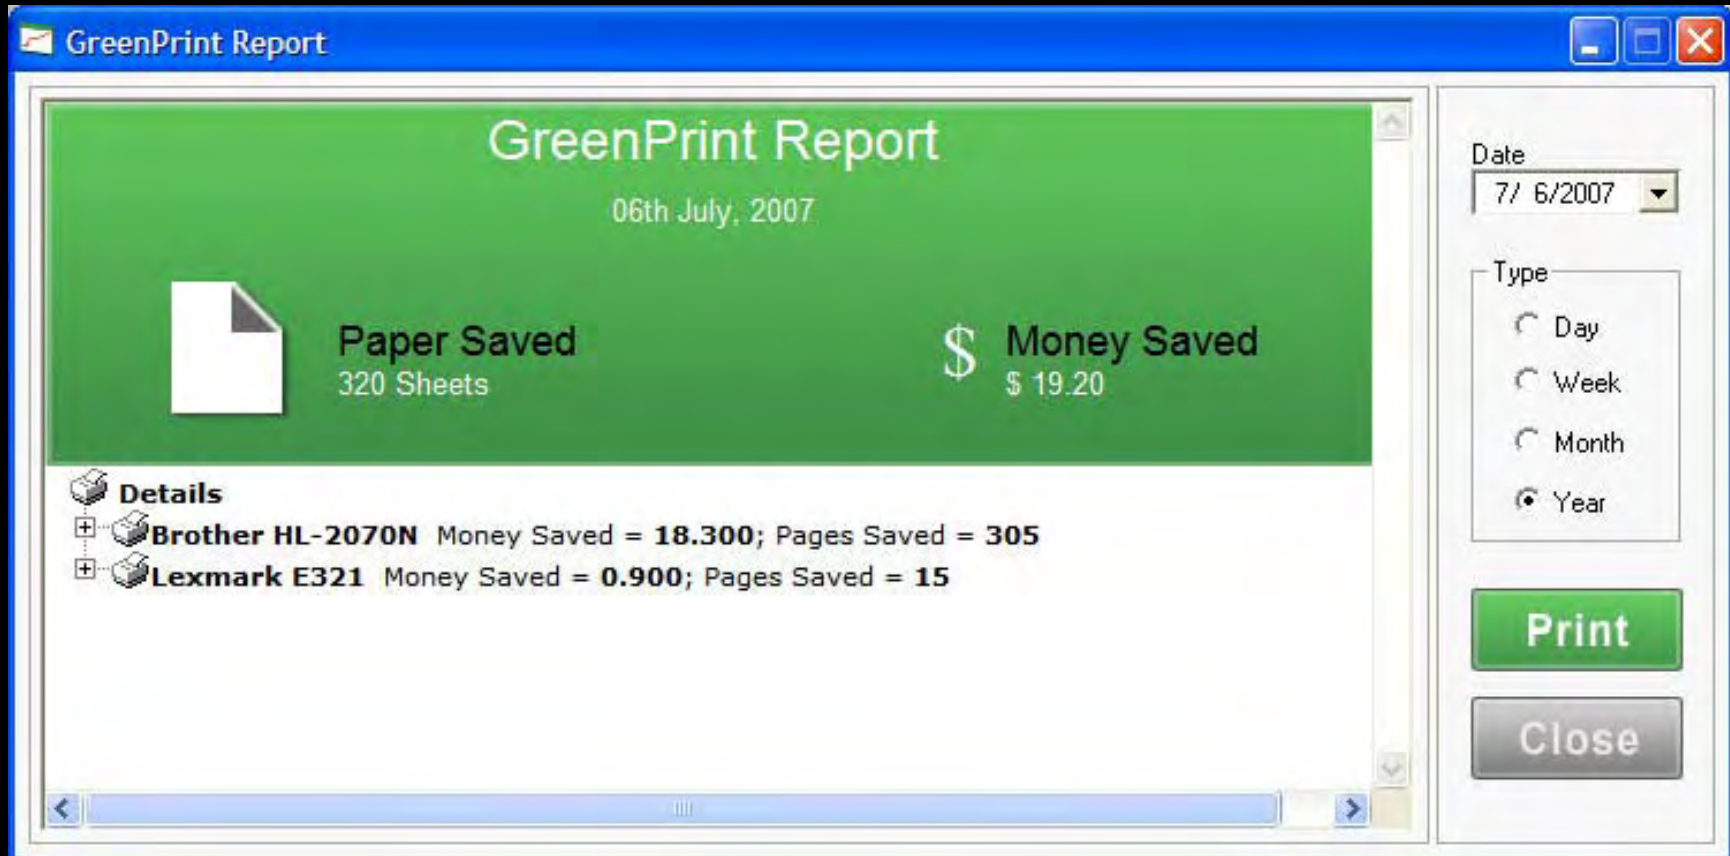 GreenPrint Report
GreenPrint Report
06th July, 2007
Paper Saved
320 Sheets
$ Money Saved
$ 19.20
Details
Brother HL-2070N Money Saved = 18.300; Pages Saved = 305
Lexmark E321 Money Saved = 0.900; Pages Saved = 15
Date
7/ 6/2007
Type
Day
Week
Month
Year
Print
Close